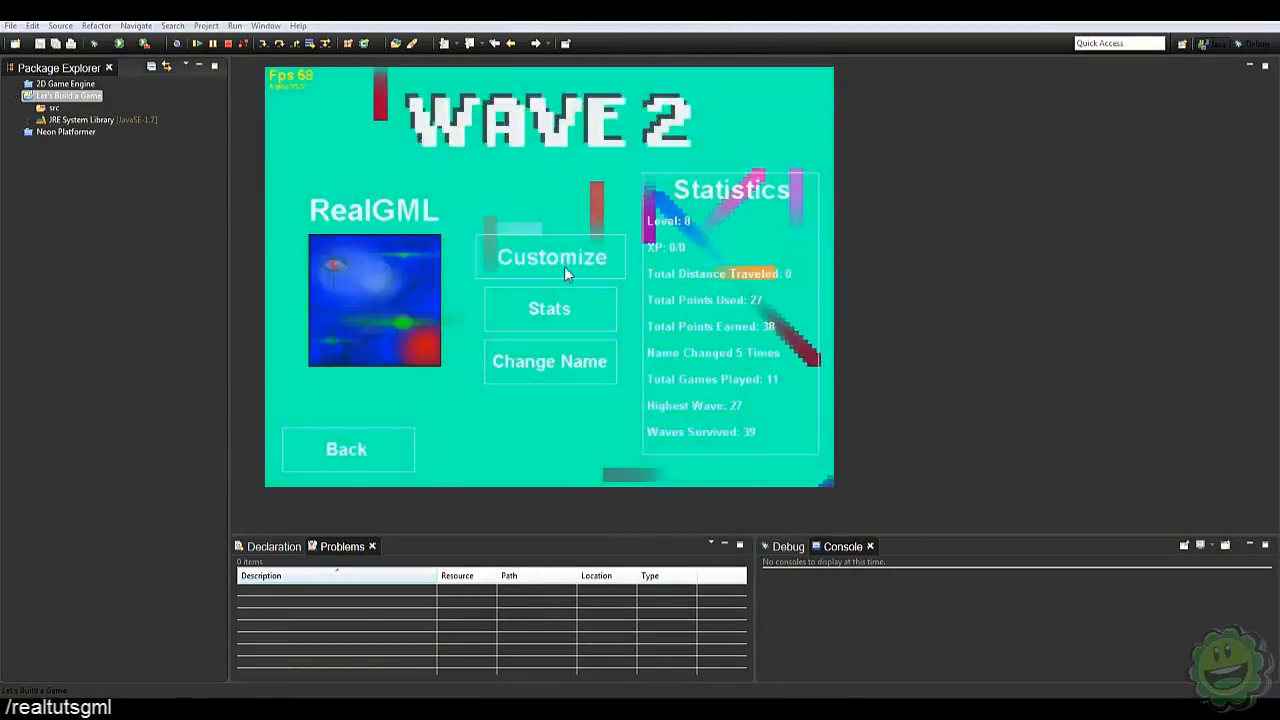 File Edit Source Refactor Navigate Search Project Run Window Help
Quick Access
Java
Debug
Package Explorer
2D Game Engine
Let's Build a Game
src
JRE System Library [JavaSE-1.7]
Neon Platformer
Fps 68
WAVE 2
RealGML
Customize
Stats
Change Name
Back
Statistics
Level: 8
XP: 0/0
Total Distance Traveled: 0
Total Points Used: 27
Total Points Earned: 38
Name Changed 5 Times
Total Games Played: 11
Highest Wave: 27
Waves Survived: 39
Declaration Problems
0 items
Description Resource Path Location Type
Debug Console
No consoles to display at this time.
Let's Build a Game
/realtutsgml